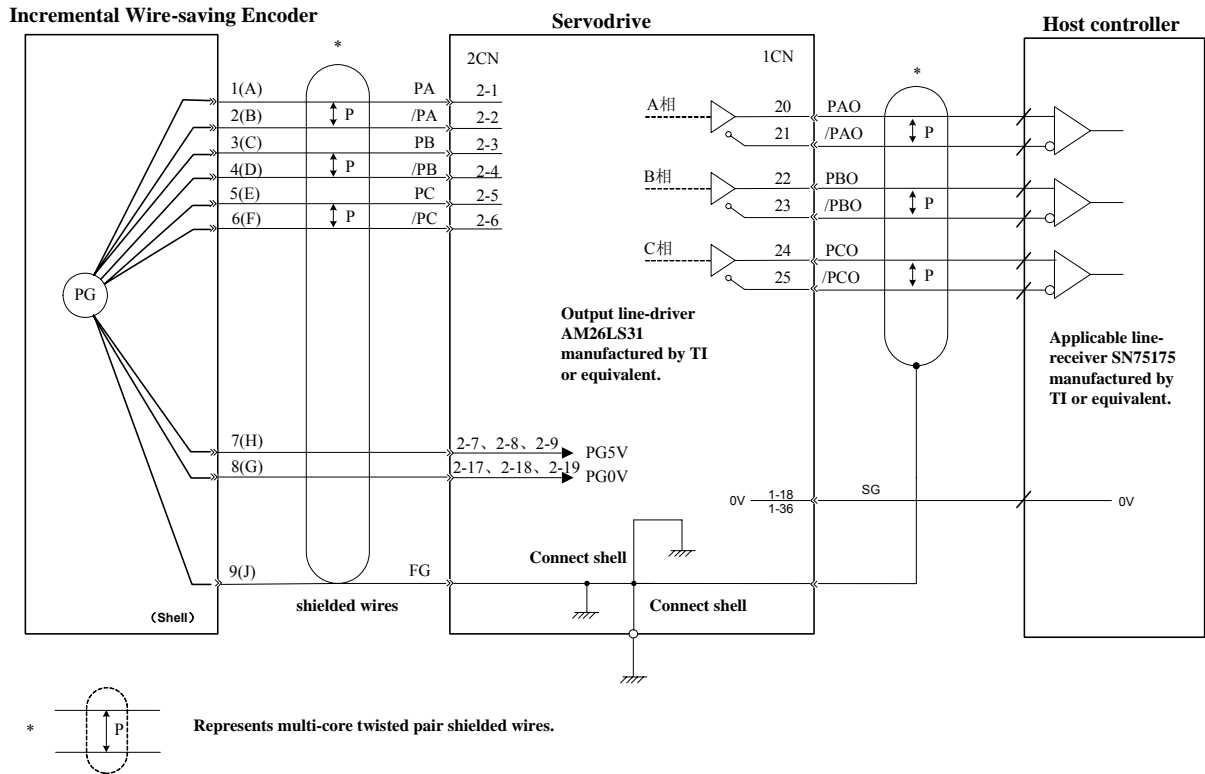 Incremental Wire-saving Encoder
Servodrive
Host controller
*
2CN
1CN
*
1(A) PA 2-1
2(B) P /PA 2-2
3(C) PB 2-3
4(D) P /PB 2-4
5(E) PC 2-5
6(F) P /PC 2-6
A相 20 PAO
21 /PAO P
B相 22 PBO
23 /PBO P
C相 24 PCO
25 /PCO P
PG
Output line-driver
AM26LS31
manufactured by TI
or equivalent.
Applicable line-
receiver SN75175
manufactured by
TI or equivalent.
7(H) 2-7、2-8、2-9 PG5V
8(G) 2-17、2-18、2-19 PG0V
0V 1-18 SG 0V
1-36
Connect shell
9(J) FG
(Shell)
shielded wires
Connect shell
* P Represents multi-core twisted pair shielded wires.